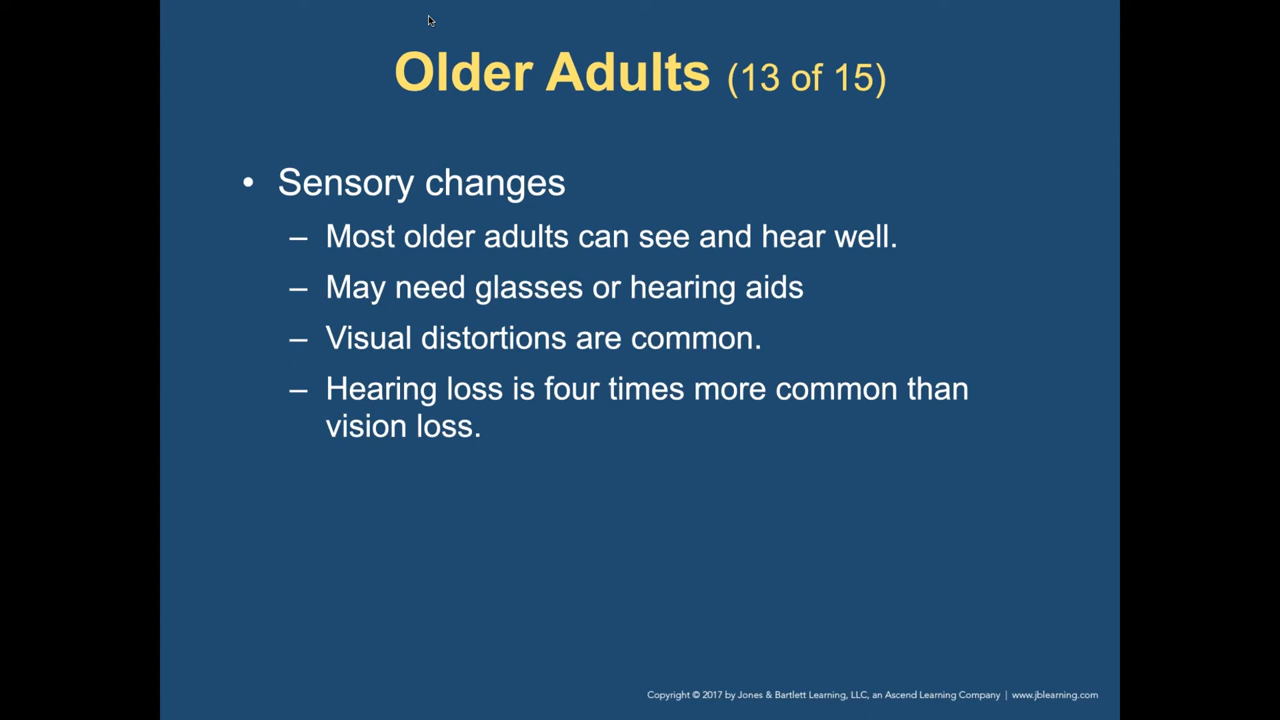 Older Adults (13 of 15)
• Sensory changes
– Most older adults can see and hear well.
– May need glasses or hearing aids
– Visual distortions are common.
– Hearing loss is four times more common than
vision loss.
Copyright © 2017 by Jones & Bartlett Learning, LLC, an Ascend Learning Company | www.jblearning.com